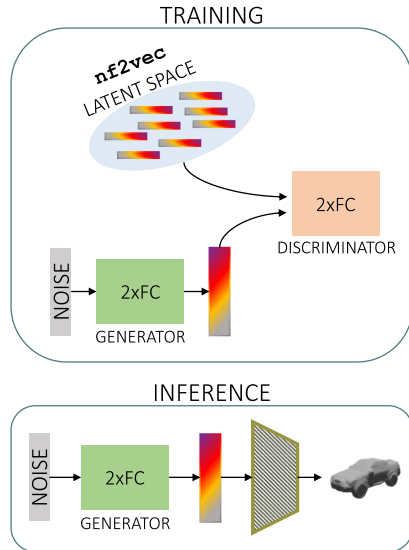 TRAINING
nf2vec
LATENT SPACE
2xFC
DISCRIMINATOR
NOISE
2xFC
GENERATOR
INFERENCE
NOISE
2xFC
GENERATOR